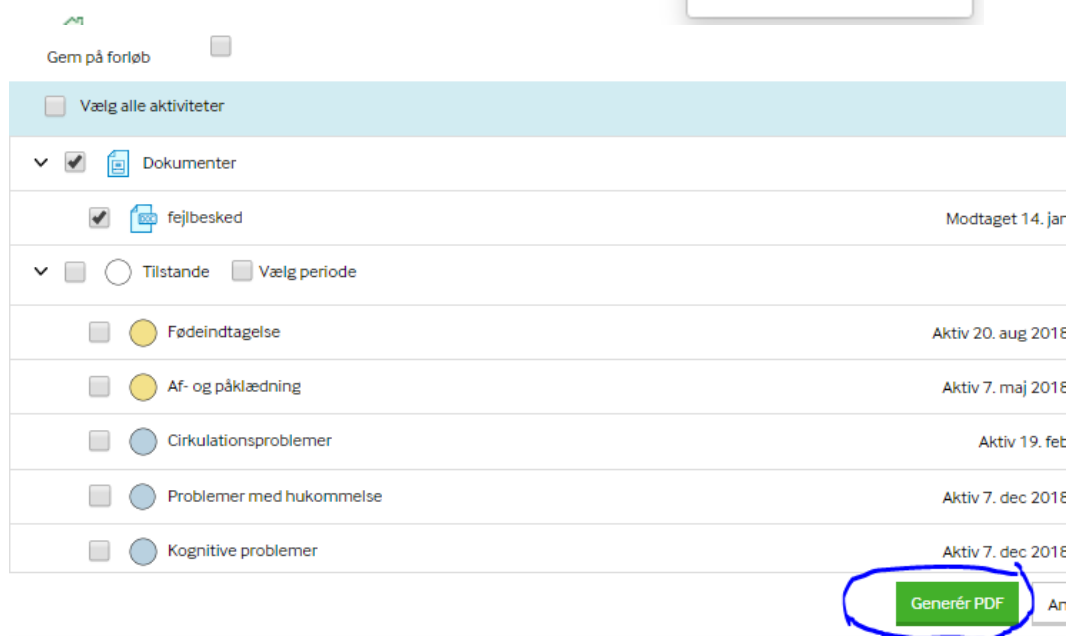 Gem på forløb
Vælg alle aktiviteter
Dokumenter
fejlbesked Modtaget 14. jan
Tilstande Vælg periode
Fødeindtagelse Aktiv 20. aug 2018
Af- og påklædning Aktiv 7. maj 2018
Cirkulationsproblemer Aktiv 19. feb
Problemer med hukommelse Aktiv 7. dec 2018
Kognitive problemer Aktiv 7. dec 2018
Generér PDF